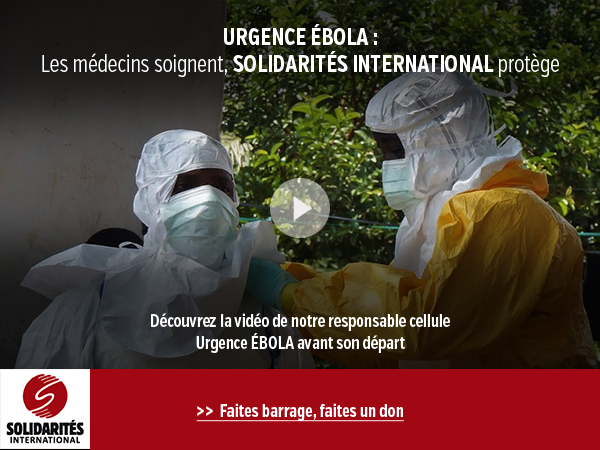 URGENCE ÉBOLA :
Les médecins soignent, SOLIDARITÉS INTERNATIONAL protège
Découvrez la vidéo de notre responsable cellule
Urgence ÉBOLA avant son départ
>> Faites barrage, faites un don
SOLIDARITÉS
INTERNATIONAL